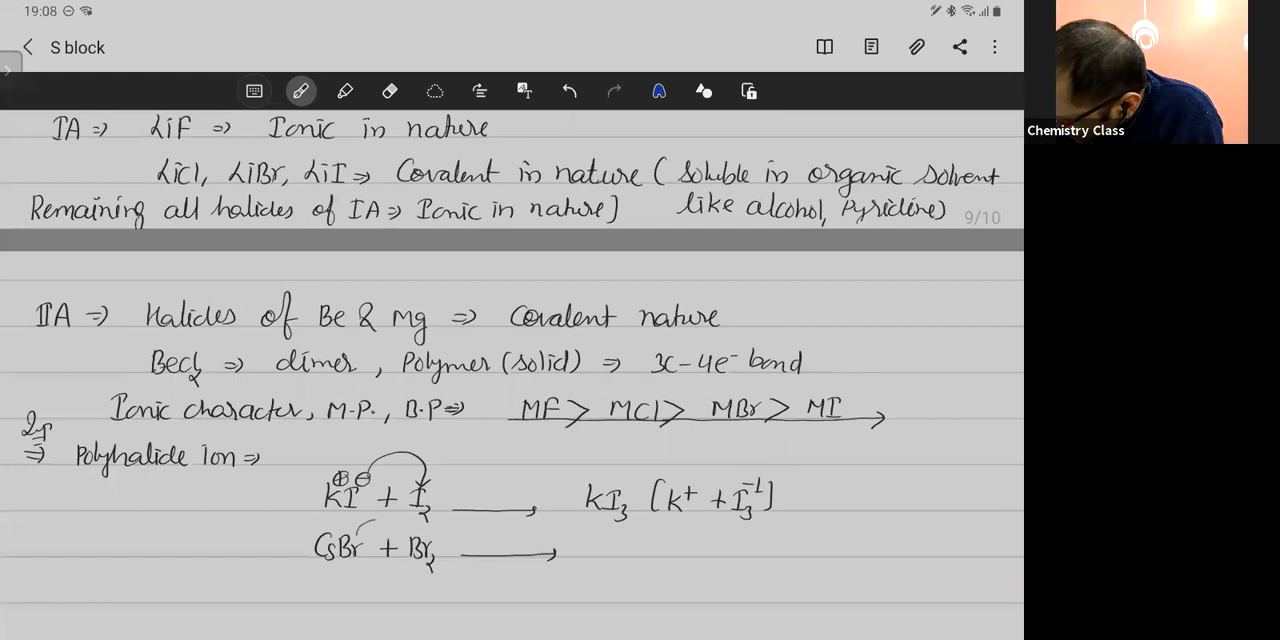 19:08
S block
Chemistry Class
IA ⇒ LiF ⇒ Ionic in nature
LiCl, LiBr, LiI ⇒ Covalent in nature ( Soluble in organic solvent
Remaining all halides of IA ⇒ Ionic in nature] like alcohol, Pyridine)
9/10
IIA ⇒ Halides of Be & Mg ⇒ Covalent nature
BeCl2 ⇒ dimer, Polymer (solid) ⇒ 3C-4e⁻ bond
Ionic character, M.P., B.P ⇒ MF > MCl > MBr > MI
Imp
⇒ Polyhalide ion ⇒
⊕ ⊖
KI + I2 → KI3 [K+ + I3-1]
CsBr + Br2 →